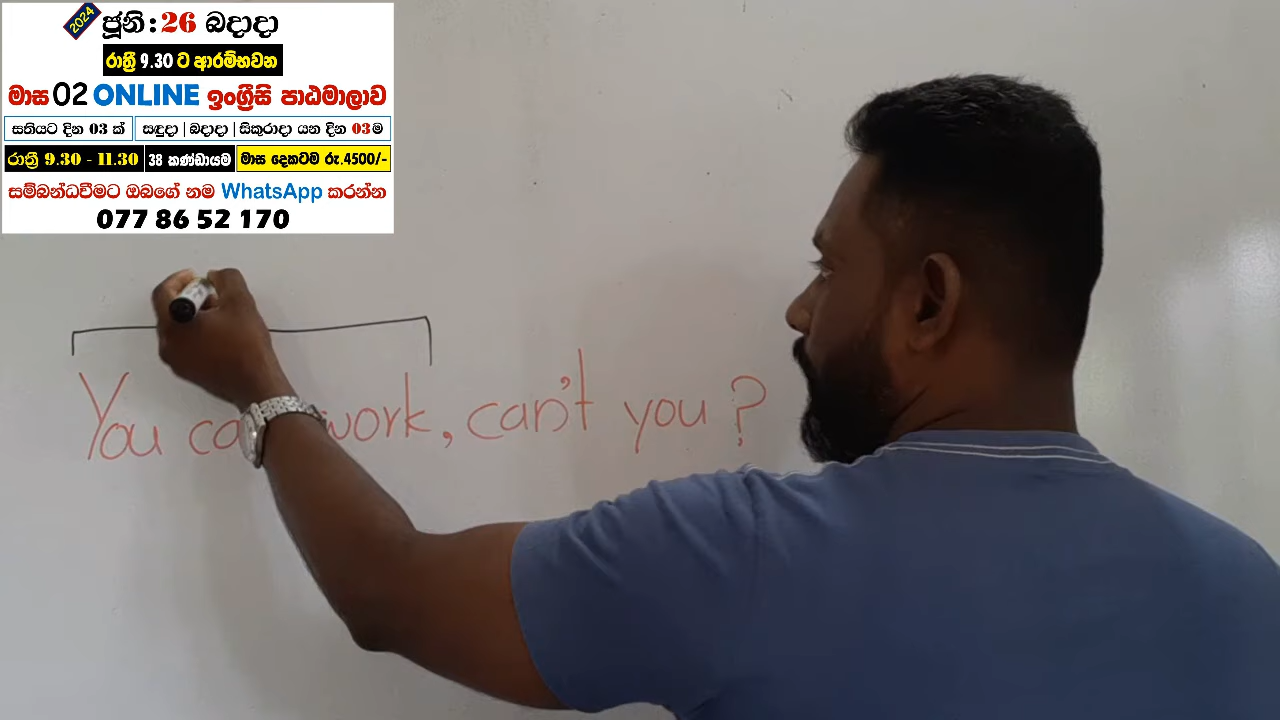 2024 ජූනි : 26 බදාදා
රාත්‍රී 9.30 ට ආරම්භවන
මාස 02 ONLINE ඉංග්‍රීසි පාඨමාලාව
සතියට දින 03 ක් සඳුදා | බදාදා | සිකුරාදා යන දින 03 ම
රාත්‍රී 9.30 - 11.30 38 කණ්ඩායම මාස දෙකටම රු.4500/-
සම්බන්ධවීමට ඔබගේ නම WhatsApp කරන්න
077 86 52 170
You work, can't you ?